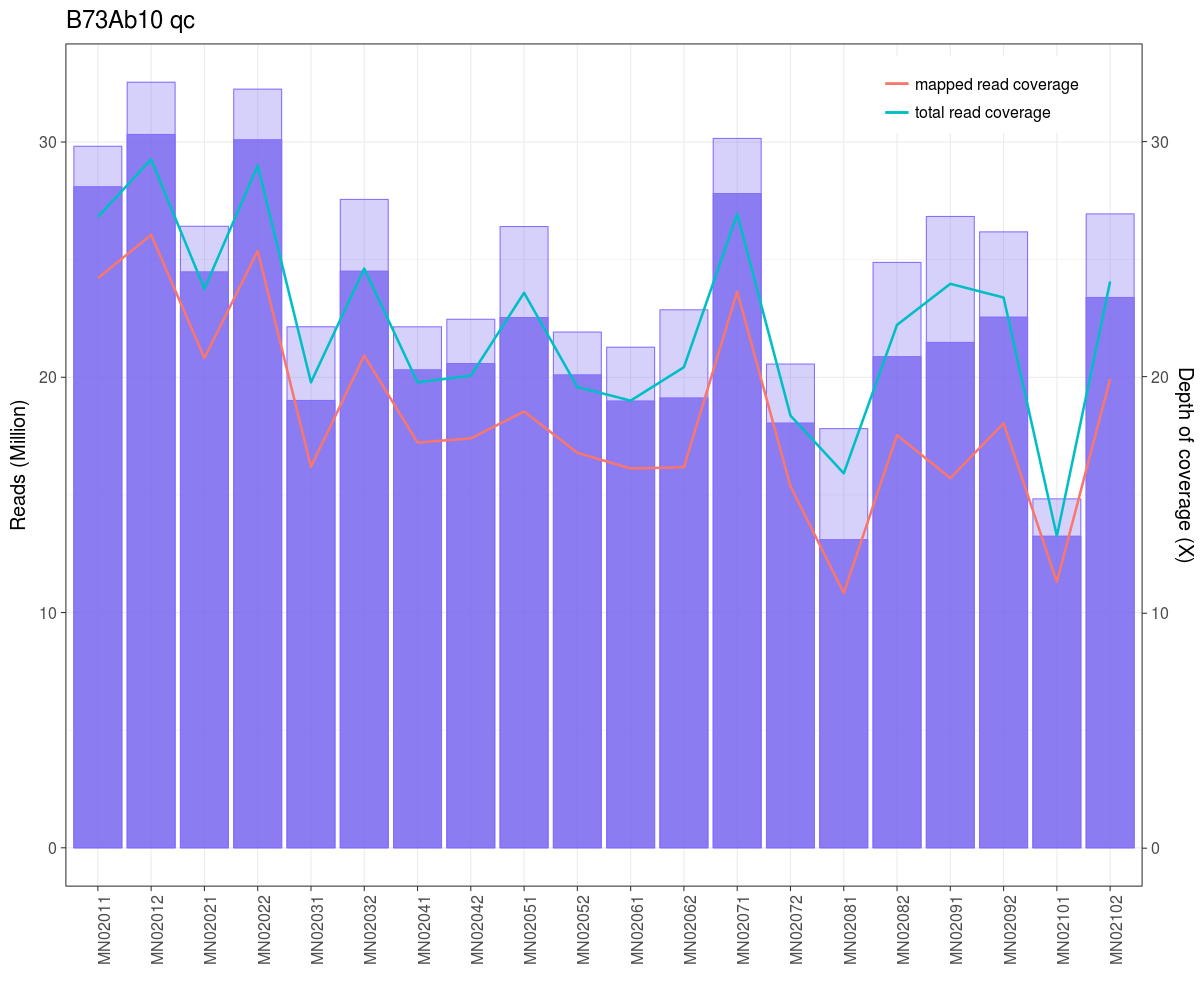 B73Ab10 qc
mapped read coverage
total read coverage
30
20
10
0
30
20
10
0
Reads (Million)
Depth of coverage (X)
MN02011
MN02012
MN02021
MN02022
MN02031
MN02032
MN02041
MN02042
MN02051
MN02052
MN02061
MN02062
MN02071
MN02072
MN02081
MN02082
MN02091
MN02092
MN02101
MN02102